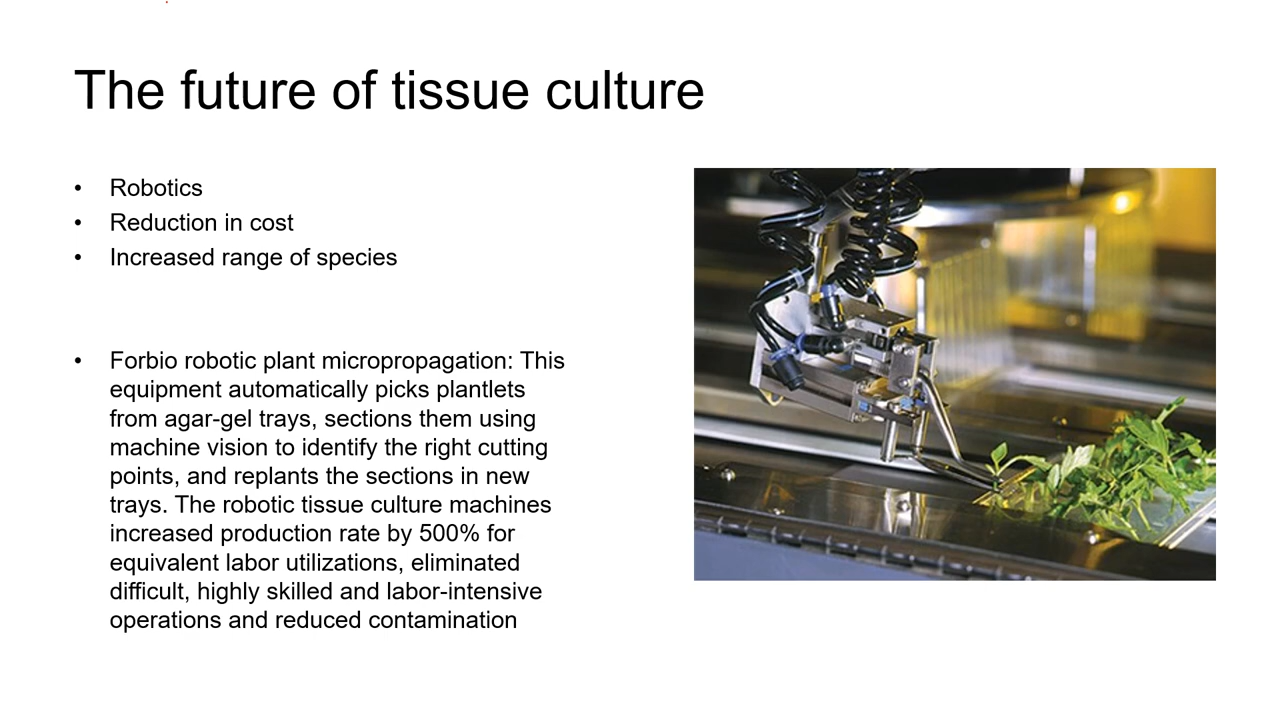 The future of tissue culture
• Robotics
• Reduction in cost
• Increased range of species
• Forbio robotic plant micropropagation: This
equipment automatically picks plantlets
from agar-gel trays, sections them using
machine vision to identify the right cutting
points, and replants the sections in new
trays. The robotic tissue culture machines
increased production rate by 500% for
equivalent labor utilizations, eliminated
difficult, highly skilled and labor-intensive
operations and reduced contamination